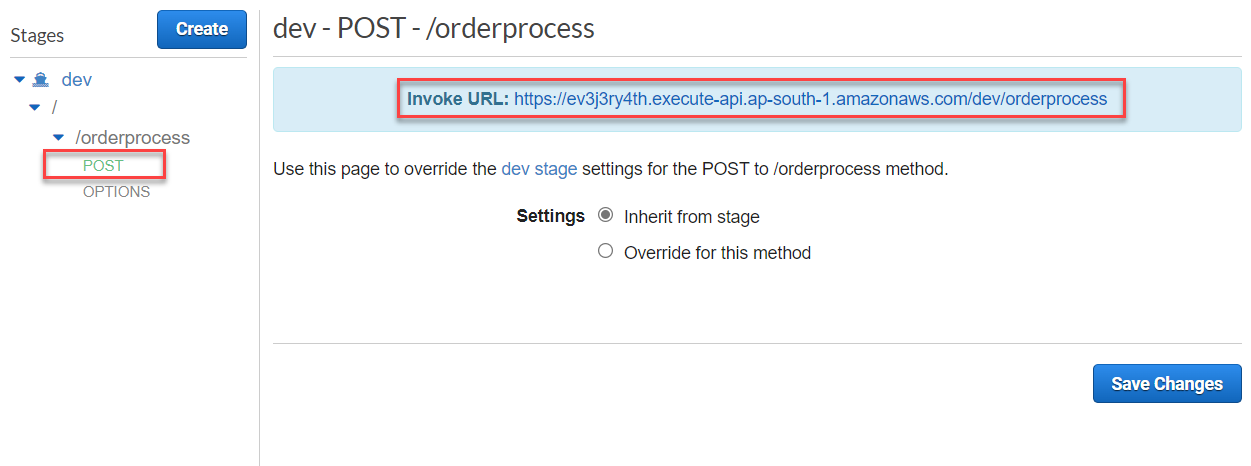 Stages
Create
dev
/
/orderprocess
POST
OPTIONS
dev - POST - /orderprocess
Invoke URL: https://ev3j3ry4th.execute-api.ap-south-1.amazonaws.com/dev/orderprocess
Use this page to override the dev stage settings for the POST to /orderprocess method.
Settings Inherit from stage
Override for this method
Save Changes